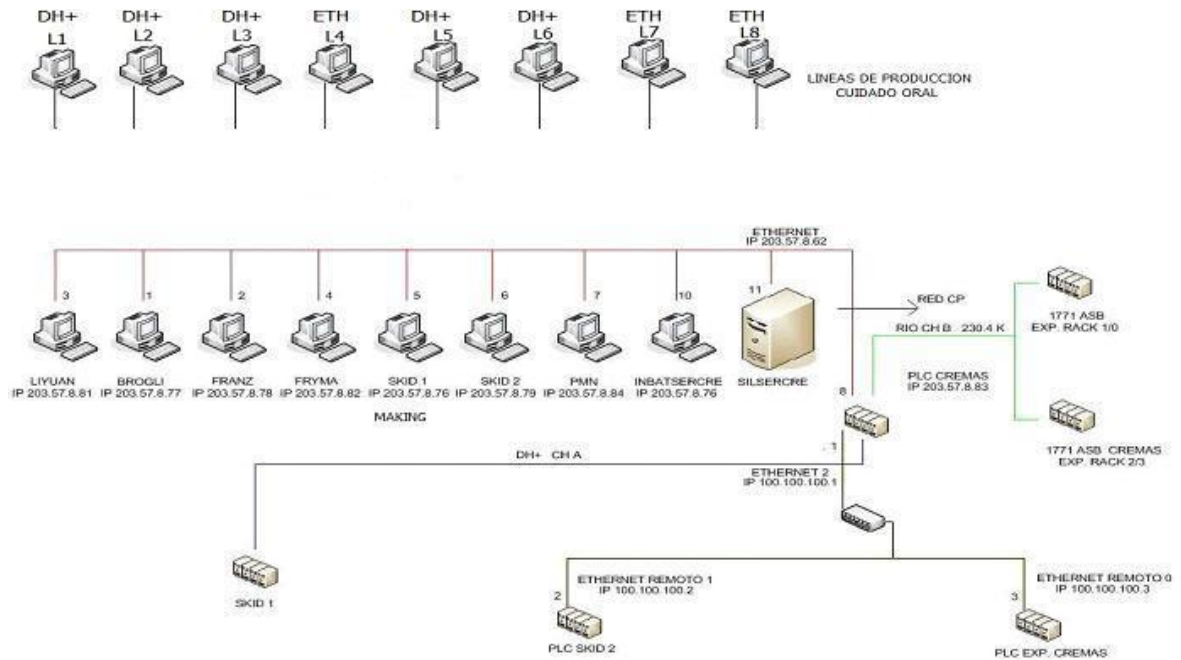 DH+ DH+ DH+ ETH DH+ DH+ ETH ETH
L1 L2 L3 L4 L5 L6 L7 L8
LINEAS DE PRODUCCION
CUIDADO ORAL
ETHERNET
IP 203.57.8.62
3 1 2 4 5 6 7 10 11
RED CP
RIO CH B 230.4 K
1771 ASB
EXP. RACK 1/0
LIYUAN
IP 203.57.8.81
BROGLI
IP 203.57.8.77
FRANZ
IP 203.57.8.78
FRYMA
IP 203.57.8.82
SKID 1
IP 203.57.8.76
SKID 2
IP 203.57.8.79
PMN
IP 203.57.8.84
INBATSERCRE
IP 203.57.8.76
SILSERCRE
PLC CREMAS
IP 203.57.8.83
8
MAKING
1771 ASB CREMAS
EXP. RACK 2/3
DH+ CH A
1
ETHERNET 2
IP 100.100.100.1
SKID 1
ETHERNET REMOTO 1
IP 100.100.100.2
2
PLC SKID 2
ETHERNET REMOTO 0
IP 100.100.100.3
3
PLC EXP. CREMAS